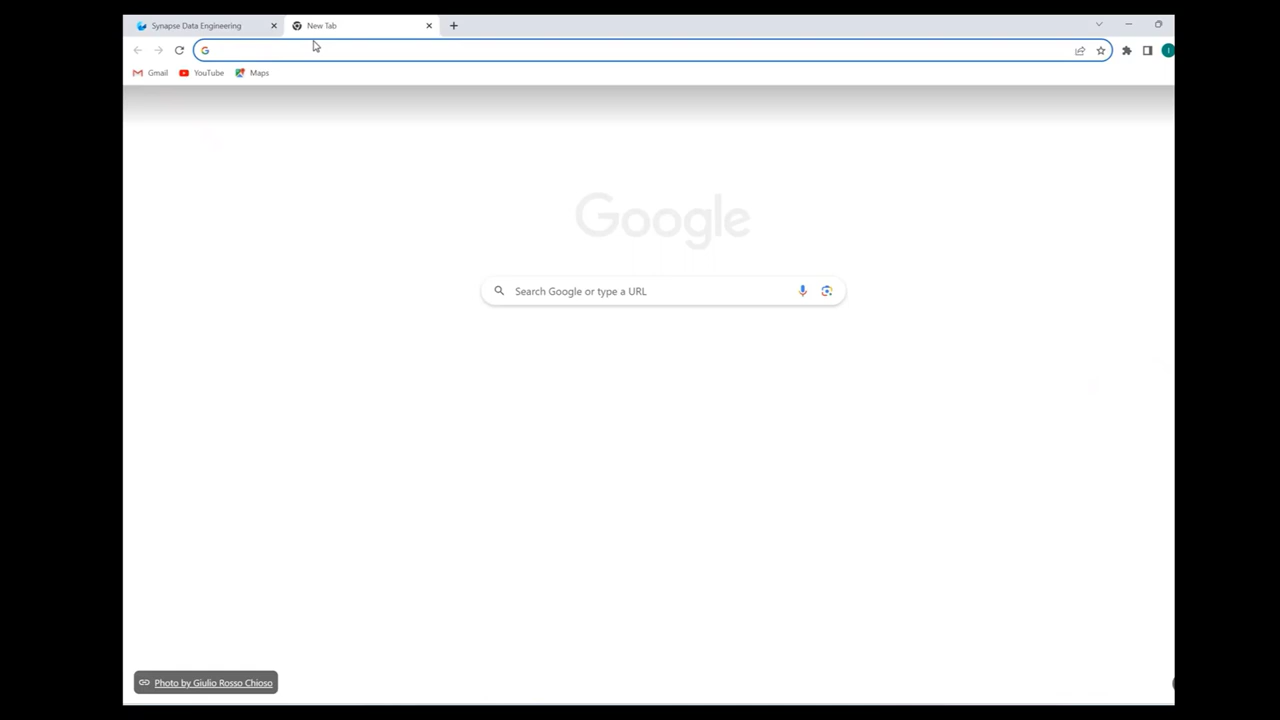 Synapse Data Engineering
New Tab
Gmail
YouTube
Maps
Google
Search Google or type a URL
Photo by Giulio Rosso Chioso